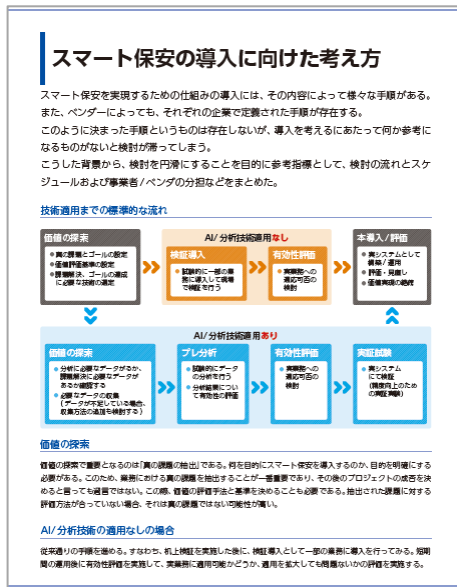 スマート保安の導入に向けた考え方
スマート保安を実現するための仕組みの導入には、その内容によって様々な手順がある。
また、ベンダーによっても、それぞれの企業で定義された手順が存在する。
このように決まった手順というものは存在しないが、導入を考えるにあたって何か参考に
なるものがないと検討が滞ってしまう。
こうした背景から、検討を円滑にすることを目的に参考指標として、検討の流れとスケ
ジュールおよび事業者/ベンダの分担などをまとめた。
技術適用までの標準的な流れ
価値の探索
●真の課題とゴールの設定
●価値評価基準の設定
●課題解決、ゴールの達成
に必要な技術の選定
AI/分析技術適用なし
検証導入
●試験的に一部の業
務に導入して現場
で検証を行う
有効性評価
●実業務への
適応可否の
検討
本導入/評価
●実システムとして
構築/運用
●評価・見直し
●価値実現の継続
AI/分析技術適用あり
価値の探索
●分析に必要なデータがあるか、
課題解決に必要なデータが
あるか確認する
●必要なデータの収集
(データが不足している場合、
収集方法の追加も検討する)
プレ分析
●試験的にデータ
の分析を行う
●分析結果につい
て有効性の評価
有効性評価
●実業務への
適応可否の
検討
実証試験
●実システム
にて検証
(精度向上のため
の実証実験)
価値の探索
価値の探索で重要となるのは「真の課題の抽出」である。何を目的にスマート保安を導入するのか、目的を明確にする
必要がある。このため、業務における真の課題を抽出することが一番重要であり、その後のプロジェクトの成否を決
めると言っても過言ではない。この際、価値の評価手法と基準を決めることも必要である。抽出された課題に対する
評価方法が合っていない場合、それは真の課題ではない可能性が高い。
AI/分析技術の適用なしの場合
従来通りの手順を進める。すなわち、机上検証を実施した後に、検証導入として一部の業務に導入を行ってみる。短期
間の運用後に有効性評価を実施して、実業務に適用可能かどうか、適用を拡大しても問題ないかの評価を実施する。